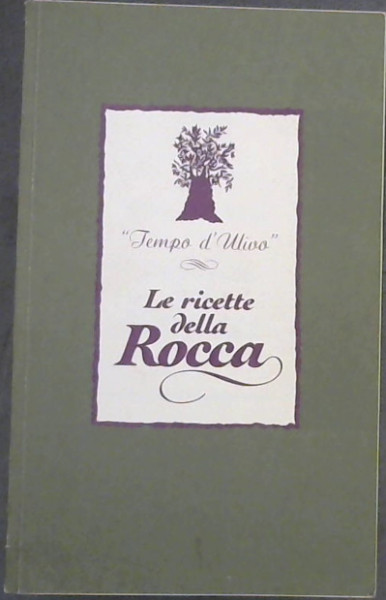 "Tempo d'Ulivo"
Le ricette
della
Rocca